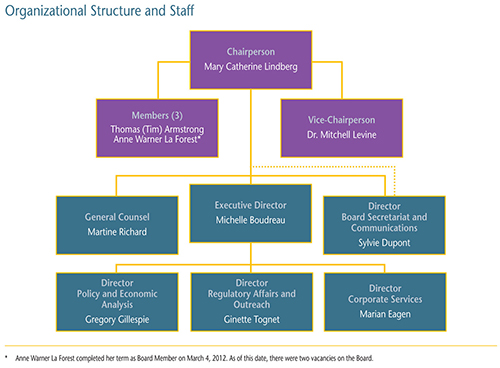 Organizational Structure and Staff
Chairperson
Mary Catherine Lindberg
Members (3)
Thomas (Tim) Armstrong
Anne Warner La Forest*
Vice-Chairperson
Dr. Mitchell Levine
General Counsel
Martine Richard
Executive Director
Michelle Boudreau
Director
Board Secretariat and
Communications
Sylvie Dupont
Director
Policy and Economic
Analysis
Gregory Gillespie
Director
Regulatory Affairs and
Outreach
Ginette Tognet
Director
Corporate Services
Marian Eagen
* Anne Warner La Forest completed her term as Board Member on March 4, 2012. As of this date, there were two vacancies on the Board.